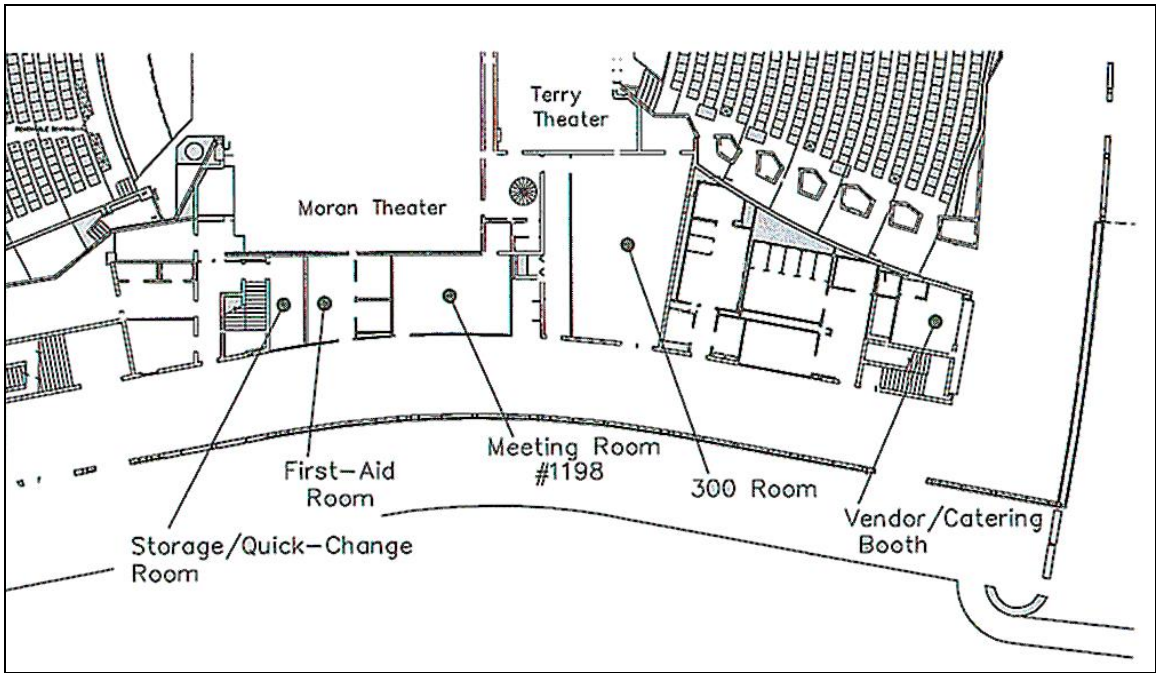 Terry
Theater
Moran Theater
Meeting Room
#1198
First-Aid
Room
300 Room
Vendor/Catering
Booth
Storage/Quick-Change
Room